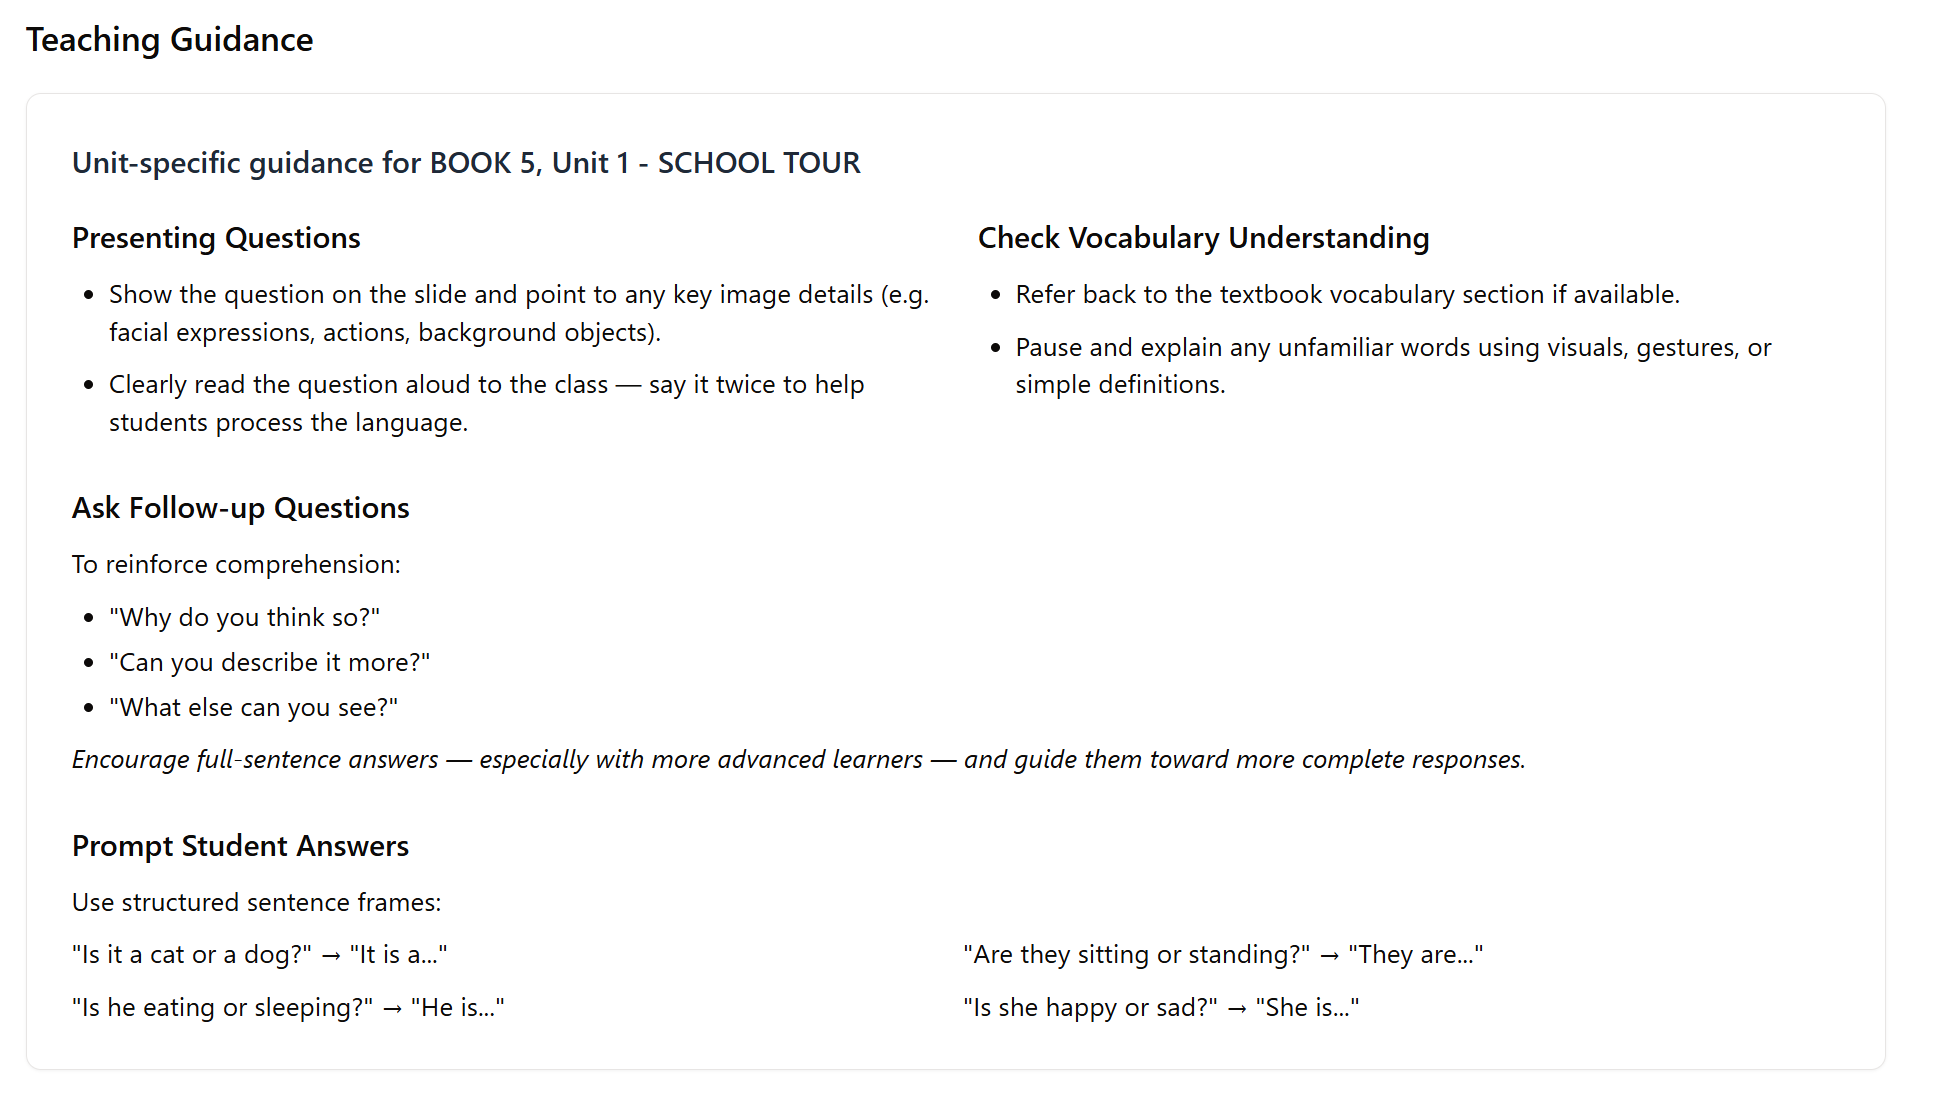 Teaching Guidance
Unit-specific guidance for BOOK 5, Unit 1 - SCHOOL TOUR
Presenting Questions
• Show the question on the slide and point to any key image details (e.g.
facial expressions, actions, background objects).
• Clearly read the question aloud to the class — say it twice to help
students process the language.
Check Vocabulary Understanding
• Refer back to the textbook vocabulary section if available.
• Pause and explain any unfamiliar words using visuals, gestures, or
simple definitions.
Ask Follow-up Questions
To reinforce comprehension:
• "Why do you think so?"
• "Can you describe it more?"
• "What else can you see?"
Encourage full-sentence answers — especially with more advanced learners — and guide them toward more complete responses.
Prompt Student Answers
Use structured sentence frames:
"Is it a cat or a dog?" → "It is a..."
"Are they sitting or standing?" → "They are..."
"Is he eating or sleeping?" → "He is..."
"Is she happy or sad?" → "She is..."